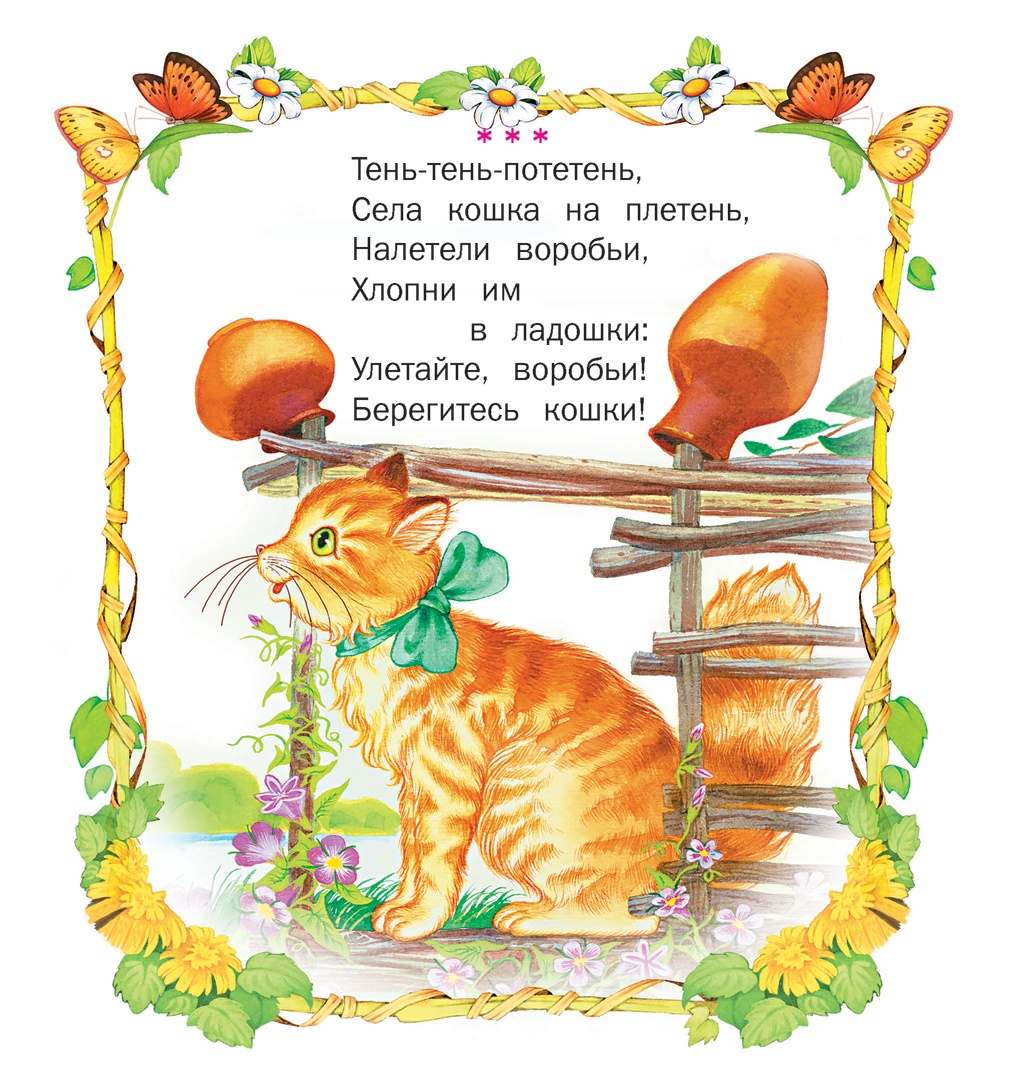 * * *
Тень-тень-потетень,
Села кошка на плетень,
Налетели воробьи,
Хлопни им
в ладошки:
Улетайте, воробьи!
Берегитесь кошки!